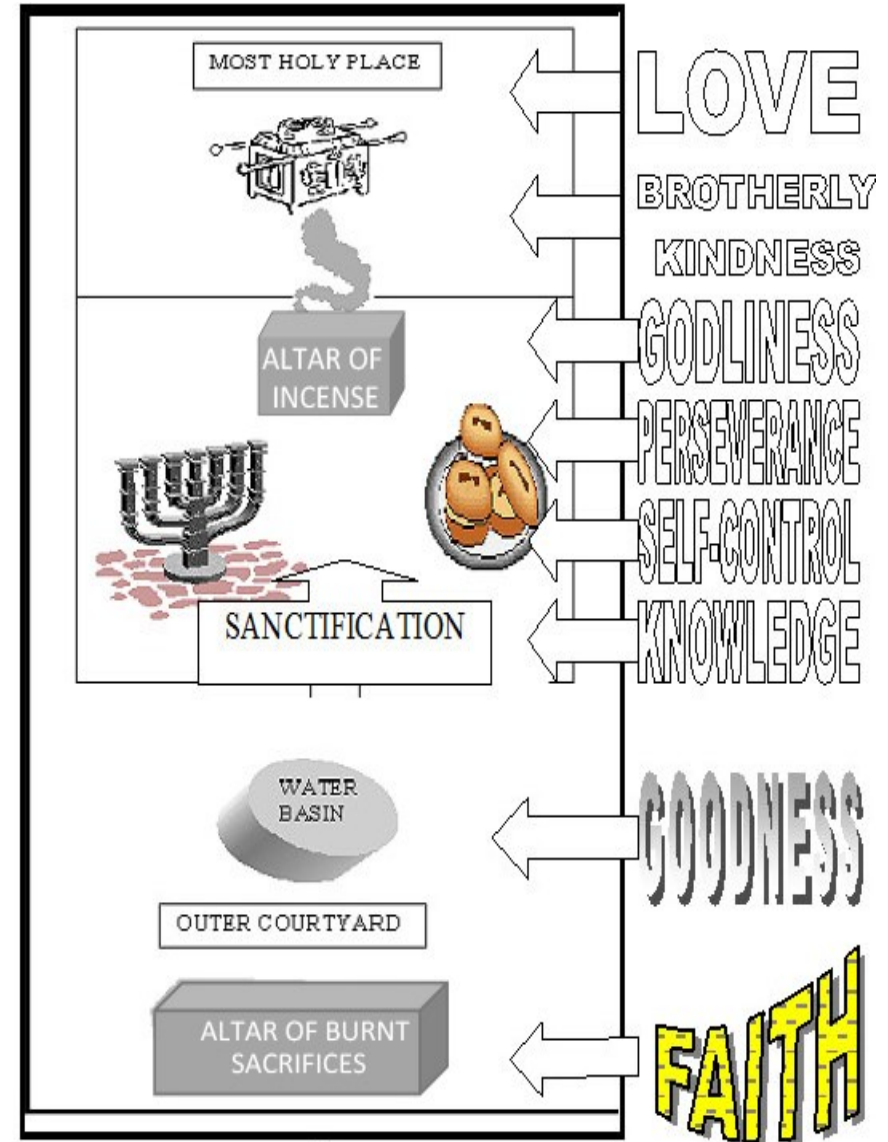 MOST HOLY PLACE
LOVE
BROTHERLY
KINDNESS
GODLINESS
ALTAR OF
INCENSE
PERSEVERANCE
SELF-CONTROL
SANCTIFICATION
KNOWLEDGE
WATER
BASIN
GOODNESS
OUTER COURTYARD
ALTAR OF BURNT
SACRIFICES
FAITH